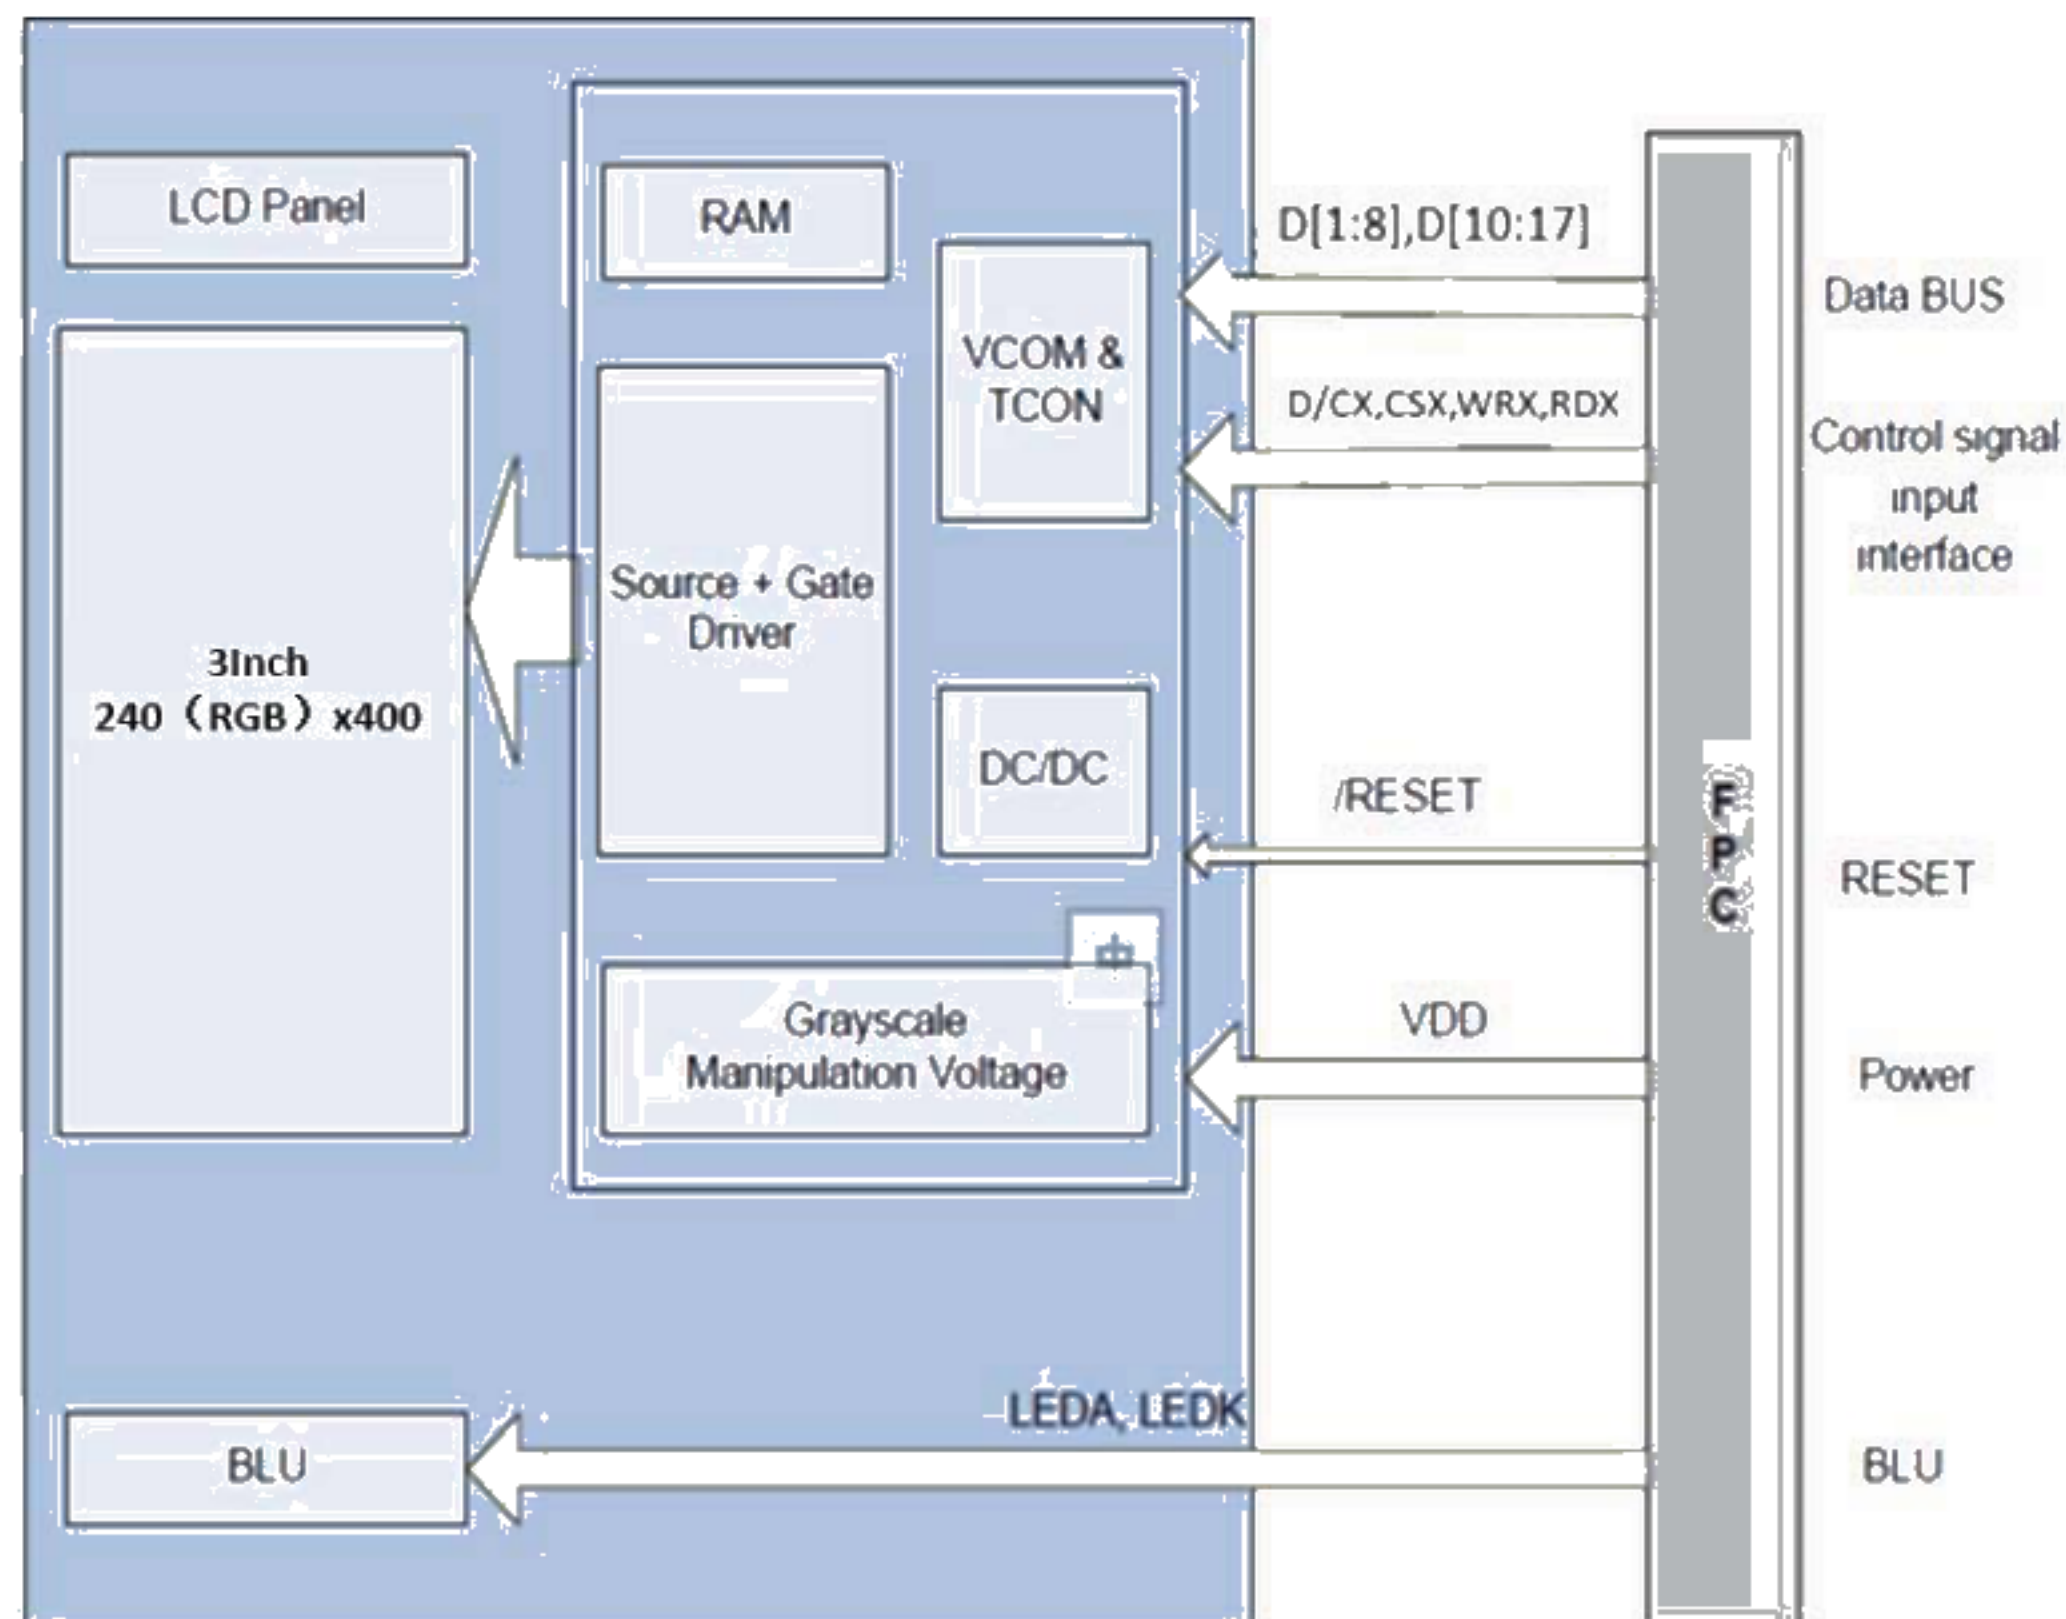 LCD Panel
RAM
D[1:8],D[10:17]
Data BUS
VCOM &
TCON
D/CX,CSX,WRX,RDX
Control signal
input
interface
Source + Gate
Driver
3Inch
240（RGB）x400
DC/DC
/RESET
F
P
C
RESET
中
Grayscale
Manipulation Voltage
VDD
Power
LEDA, LEDK
BLU
BLU